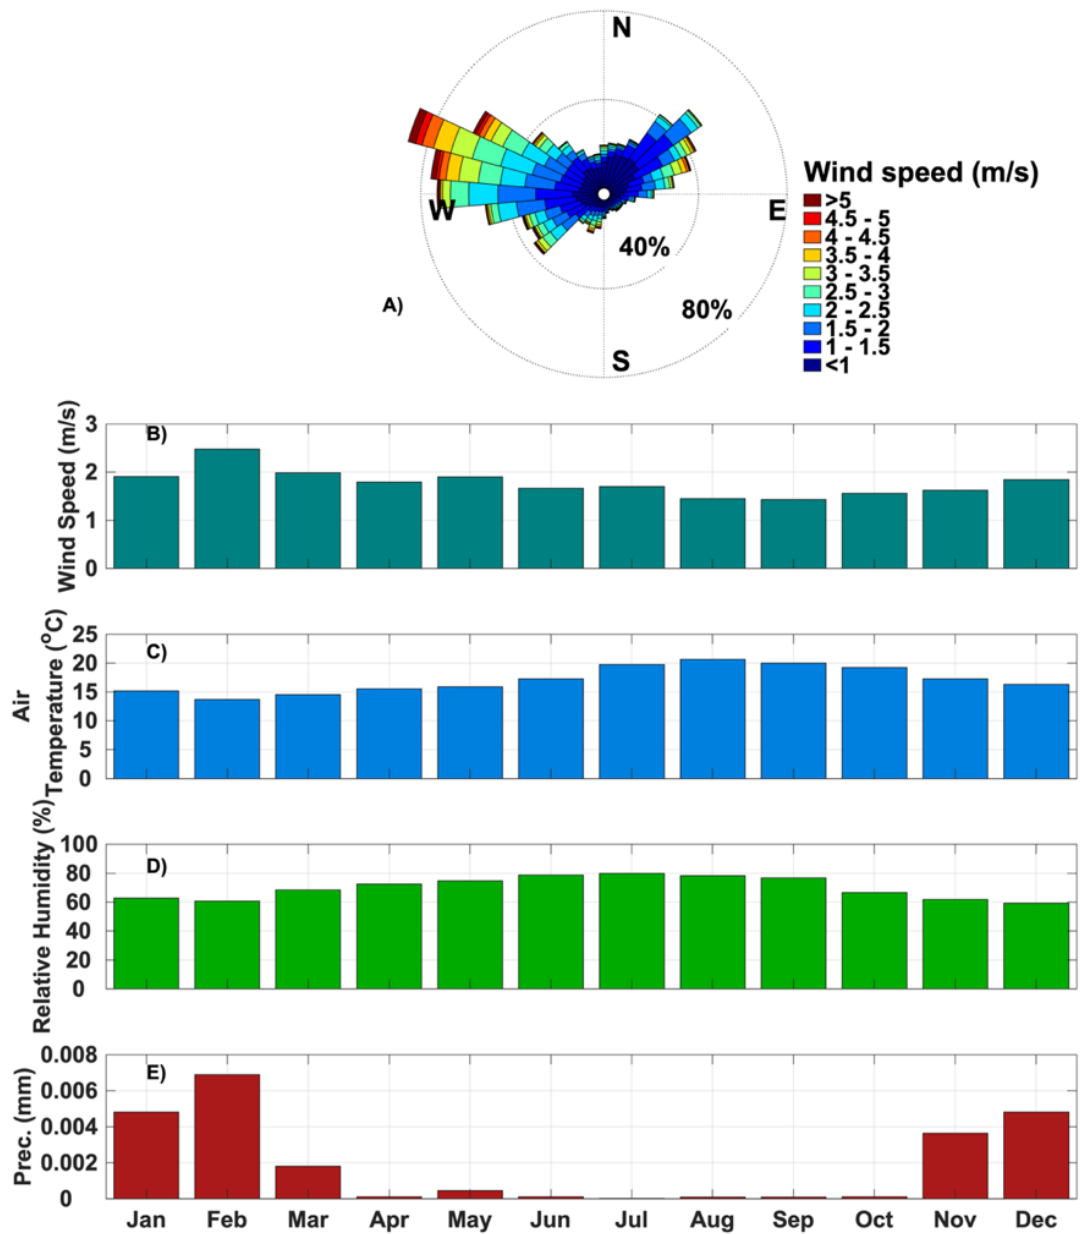 N
W
E
S
40%
80%
A)
Wind speed (m/s)
>5
4.5 - 5
4 - 4.5
3.5 - 4
3 - 3.5
2.5 - 3
2 - 2.5
1.5 - 2
1 - 1.5
<1
B)
Wind Speed (m/s)
3
2
1
0
C)
Air
Temperature (°C)
25
20
15
10
5
0
D)
Relative Humidity (%)
100
80
60
40
20
0
E)
Prec. (mm)
0.008
0.006
0.004
0.002
0
Jan Feb Mar Apr May Jun Jul Aug Sep Oct Nov Dec